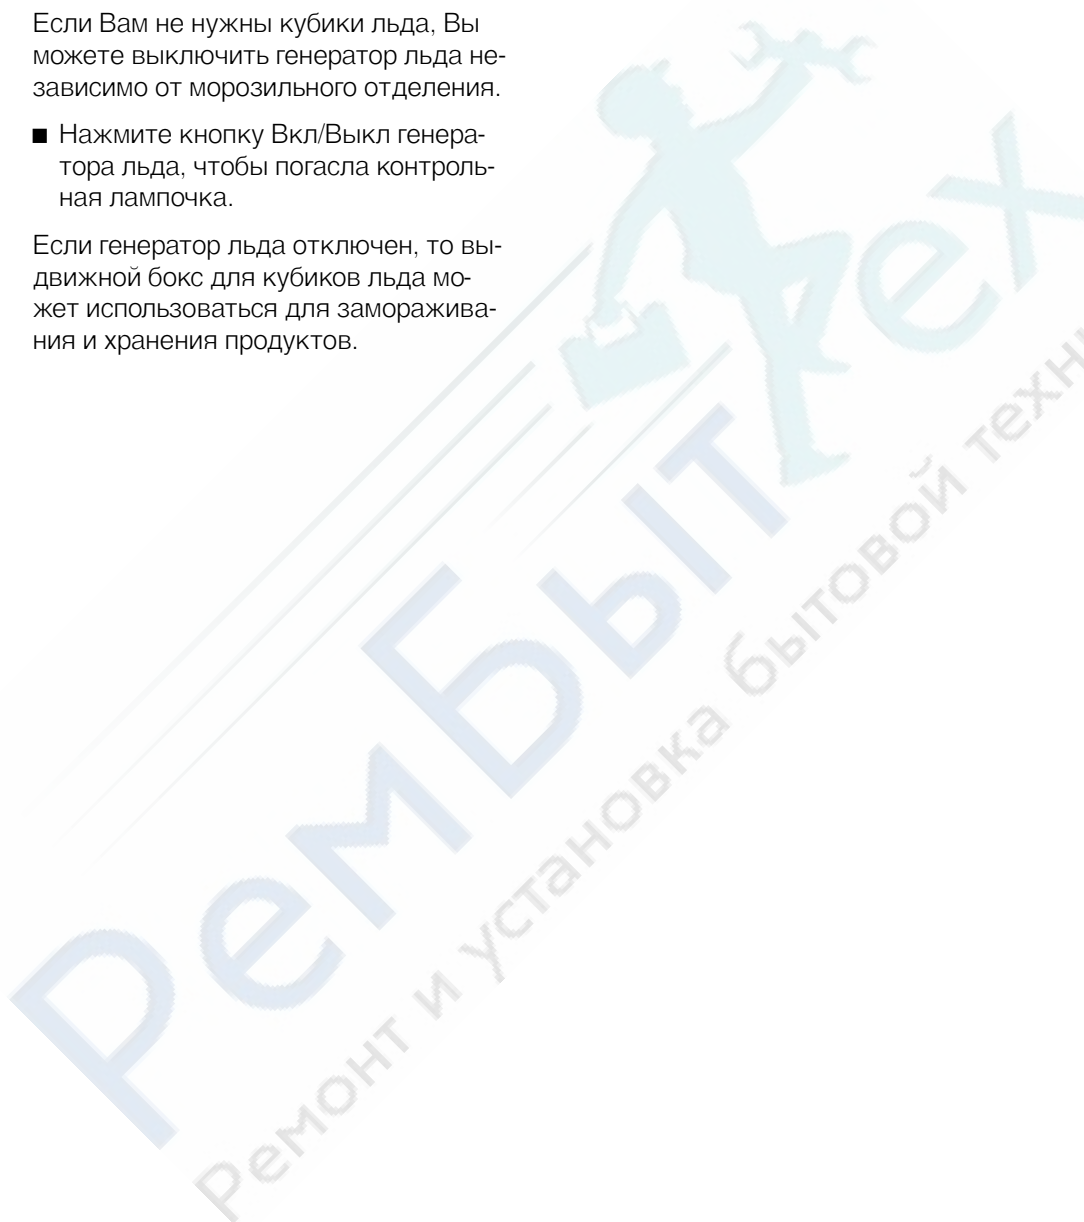 Если Вам не нужны кубики льда, Вы
можете выключить генератор льда не-
зависимо от морозильного отделения.
■ Нажмите кнопку Вкл/Выкл генера-
тора льда, чтобы погасла контроль-
ная лампочка.
Если генератор льда отключен, то вы-
движной бокс для кубиков льда мо-
жет использоваться для заморажива-
ния и хранения продуктов.
РемБытТех
Ремонт и установка бытовой техни